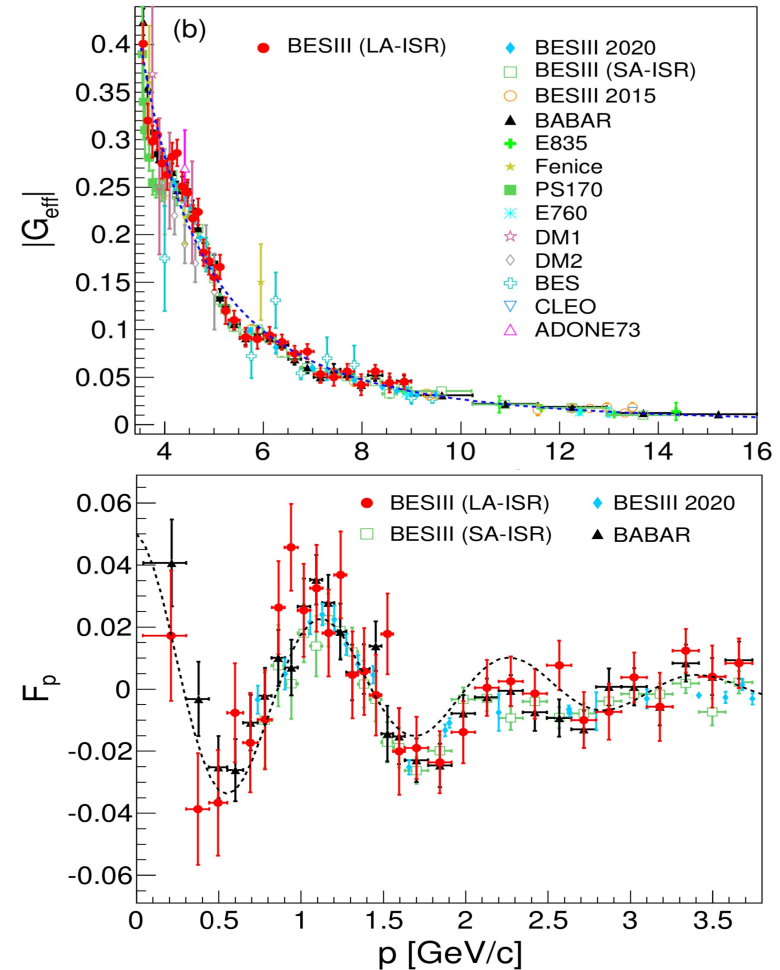 (b)
BESIII (LA-ISR)
BESIII 2020
BESIII (SA-ISR)
BESIII 2015
BABAR
E835
Fenice
PS170
E760
DM1
DM2
BES
CLEO
ADONE73
|G_eff|
0.4
0.35
0.3
0.25
0.2
0.15
0.1
0.05
0
4 6 8 10 12 14 16
BESIII (LA-ISR) BESIII 2020
BESIII (SA-ISR) BABAR
F_p
0.06
0.04
0.02
0
-0.02
-0.04
-0.06
0 0.5 1 1.5 2 2.5 3 3.5
p [GeV/c]